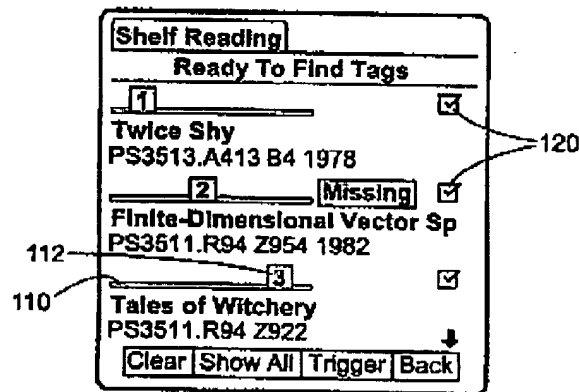 Shelf Reading
Ready To Find Tags
1
Twice Shy
PS3513.A413 B4 1978
2 Missing
Finite-Dimensional Vector Sp
PS3511.R94 Z954 1982
3
Tales of Witchery
PS3511.R94 Z922
Clear Show All Trigger Back
120
112
110